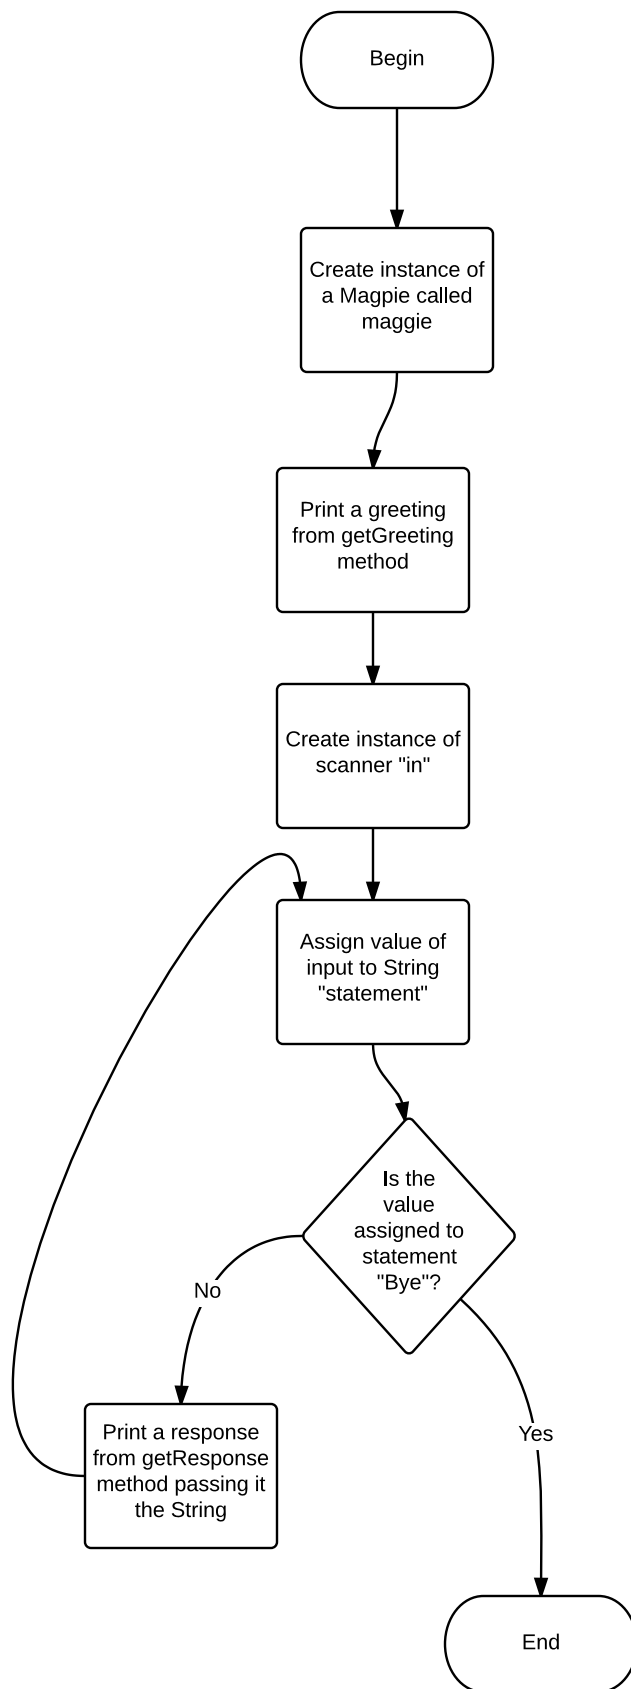 Begin
Create instance of
a Magpie called
maggie
Print a greeting
from getGreeting
method
Create instance of
scanner "in"
Assign value of
input to String
"statement"
Is the
value
assigned to
statement
"Bye"?
No
Print a response
from getResponse
method passing it
the String
Yes
End